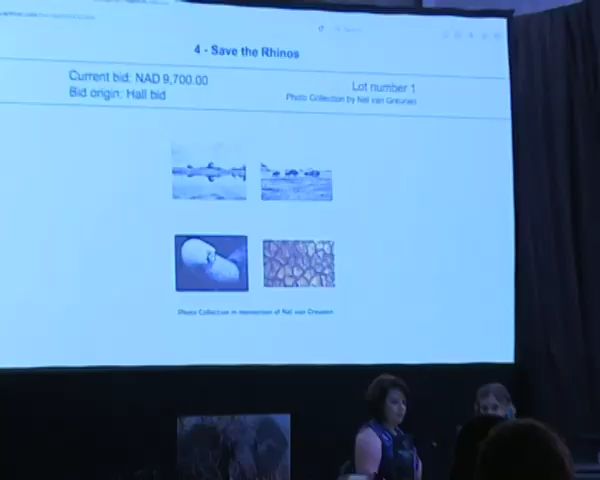 4 - Save the Rhinos
Current bid: NAD 9,700.00
Bid origin: Hall bid
Lot number 1
Photo Collection by Nel van Greunen
Photo Collection in memoriam of Nel van Greunen